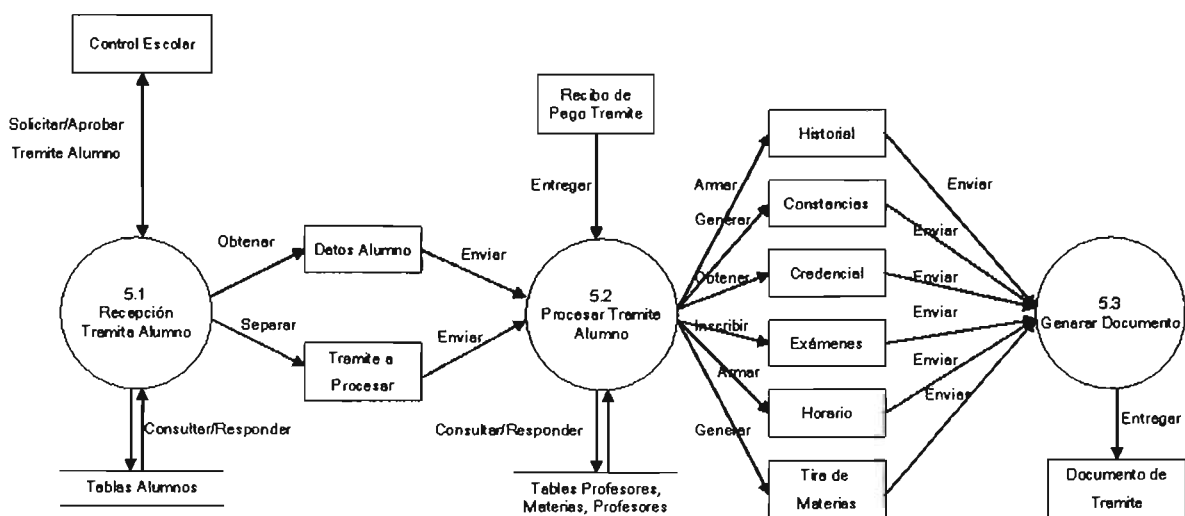 Control Escolar
Solicitar/Aprobar
Tramite Alumno
5.1
Recepción
Tramite Alumno
Obtener
Separar
Datos Alumno
Tramite a
Procesar
Enviar
Enviar
Consultar/Responder
Tablas Alumnos
Recibo de
Pago Tramite
Entregar
5.2
Procesar Tramite
Alumno
Consultar/Responder
Tablas Profesores,
Materias, Profesores
Armar
Generar
Obtener
Inscribir
Armar
Generar
Historial
Constancias
Credencial
Exámenes
Horario
Tira de
Materias
Enviar
Enviar
Enviar
Enviar
Enviar
Enviar
5.3
Generar Documento
Entregar
Documento de
Tramite